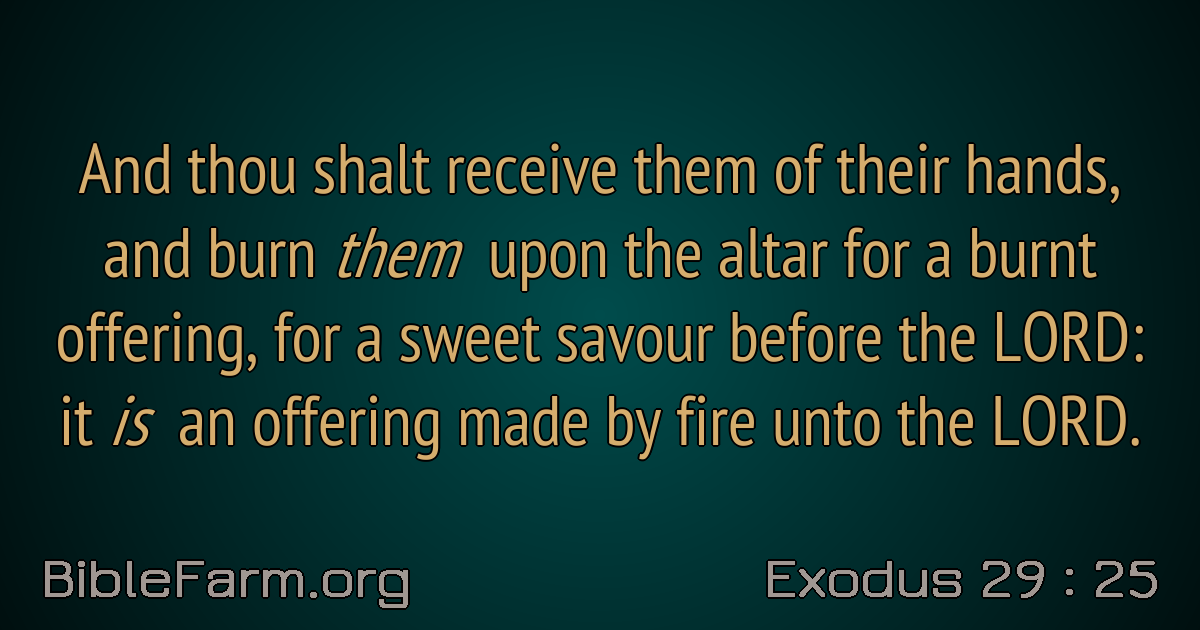 And thou shalt receive them of their hands,
and burn them upon the altar for a burnt
offering, for a sweet savour before the LORD:
it is an offering made by fire unto the LORD.
BibleFarm.org
Exodus 29 : 25